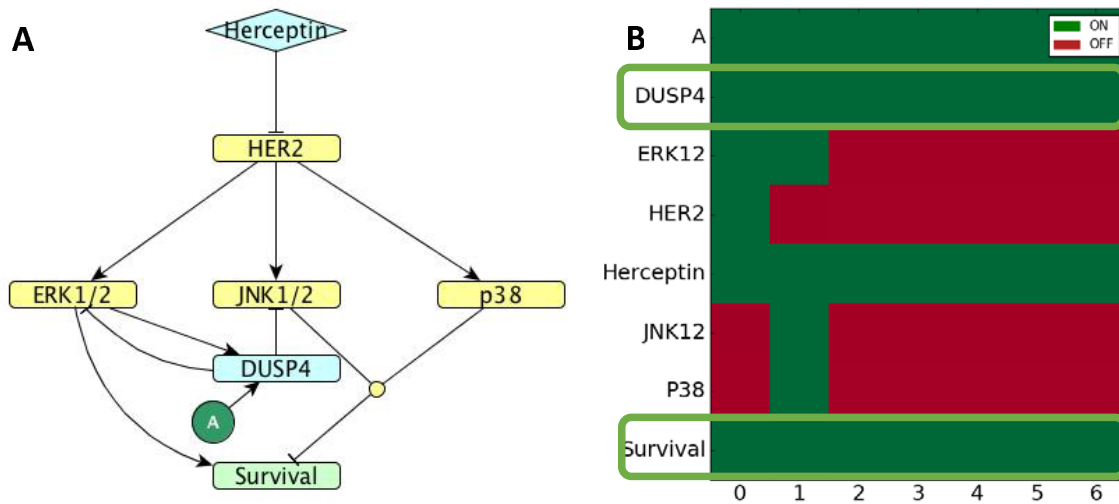 A
Herceptin
HER2
ERK1/2
JNK1/2
p38
DUSP4
A
Survival
B
ON
OFF
A
DUSP4
ERK12
HER2
Herceptin
JNK12
P38
Survival
0 1 2 3 4 5 6